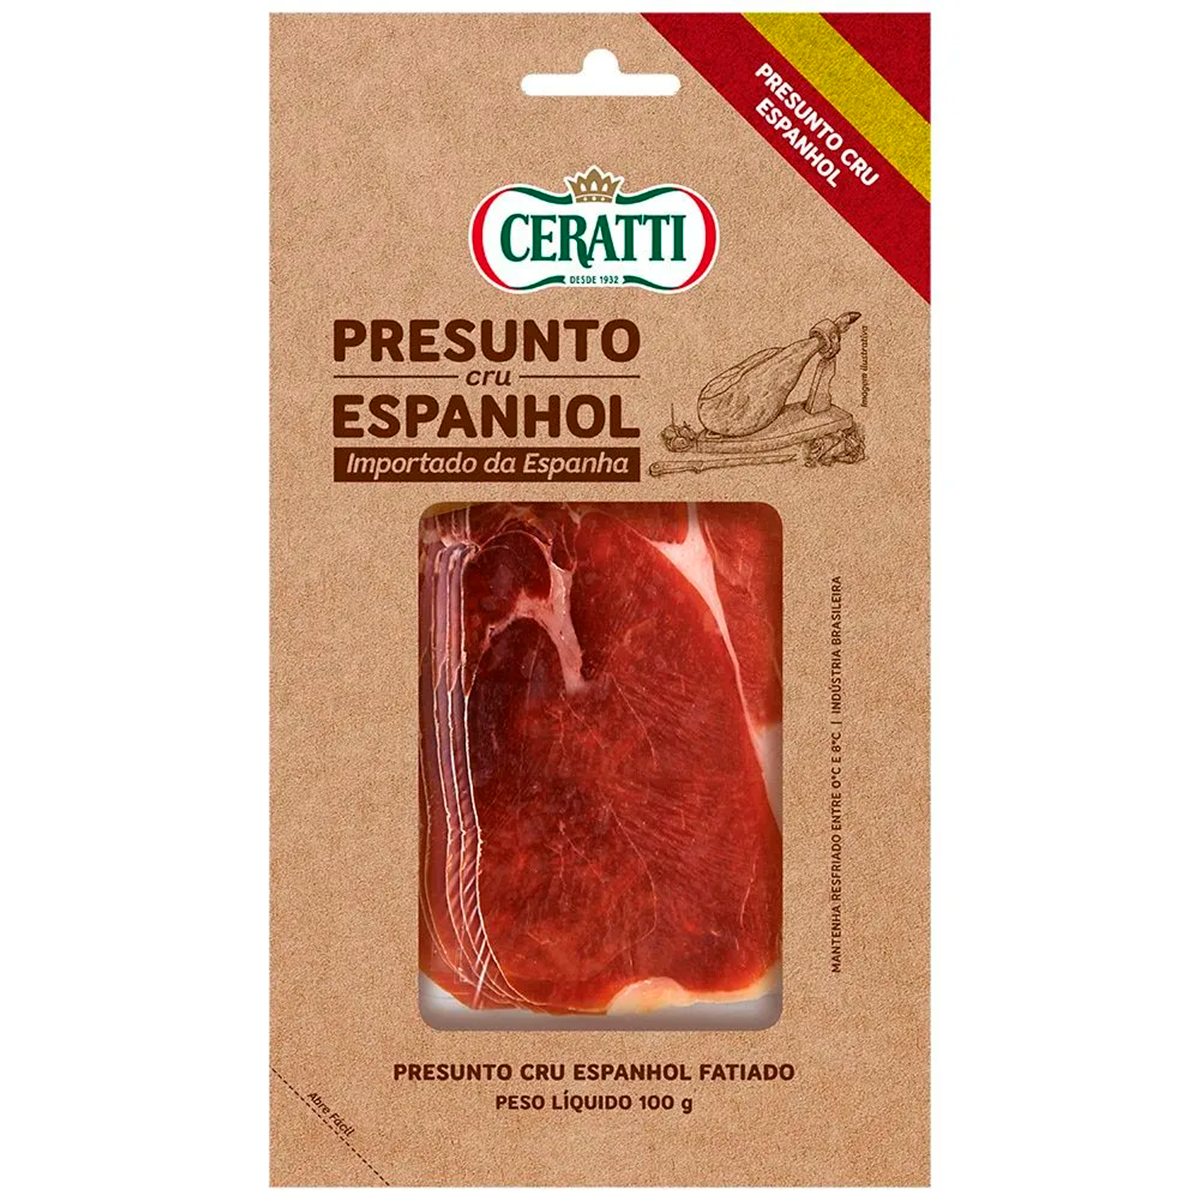 PRESUNTO CRU
ESPANHOL
CERATTI
DESDE 1932
PRESUNTO
cru
ESPANHOL
Importado da Espanha
Imagem ilustrativa
MANTENHA RESFRIADO ENTRE 0°C E 8°C | INDÚSTRIA BRASILEIRA
PRESUNTO CRU ESPANHOL FATIADO
PESO LÍQUIDO 100 g
Abre Fácil